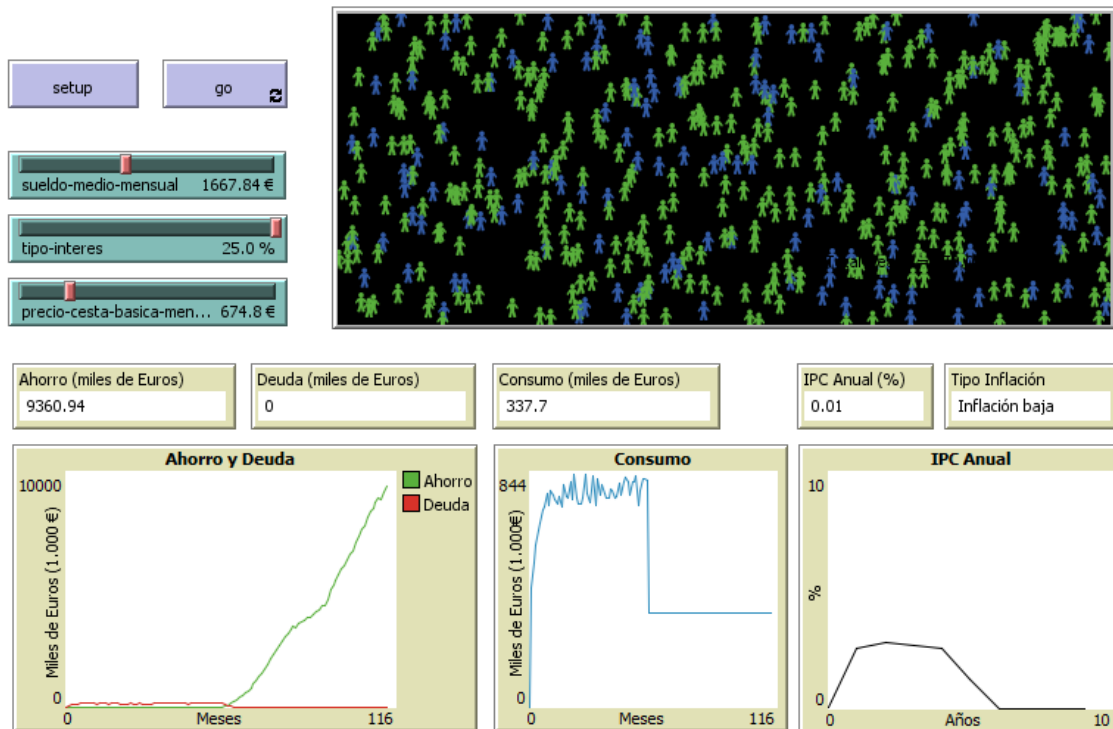 setup
go
sueldo-medio-mensual 1667.84 €
tipo-interes 25.0 %
precio-cesta-basica-men... 674.8 €
Ahorro (miles de Euros)
9360.94
Deuda (miles de Euros)
0
Consumo (miles de Euros)
337.7
IPC Anual (%)
0.01
Tipo Inflación
Inflación baja
Ahorro y Deuda
10000
Miles de Euros (1.000 €)
0
0
Meses
116
Ahorro
Deuda
Consumo
844
Miles de Euros (1.000€)
0
0
Meses
116
IPC Anual
10
%
0
0
Años
10